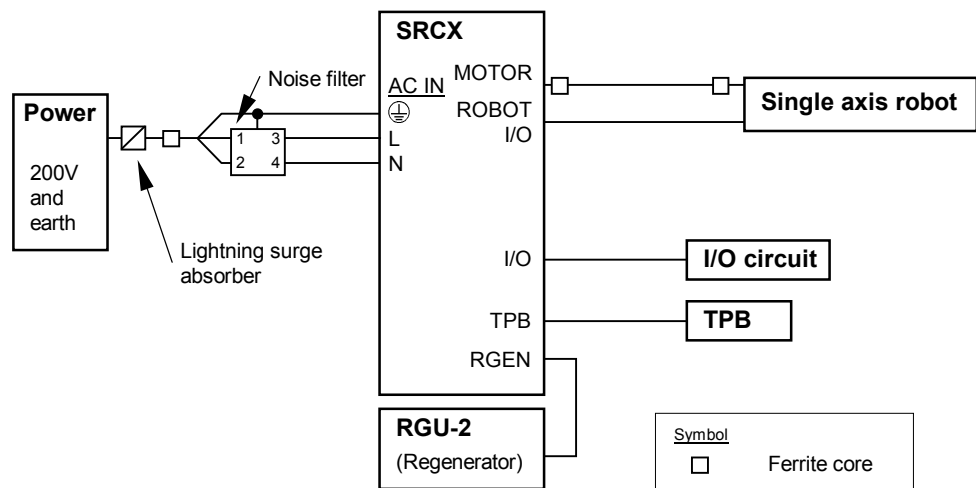 SRCX
Noise filter
MOTOR
AC IN
Power
ROBOT
I/O
Single axis robot
1 3
L
2 4
N
200V
and
earth
Lightning surge
absorber
I/O
I/O circuit
TPB
TPB
RGEN
RGU-2
(Regenerator)
Symbol
Ferrite core